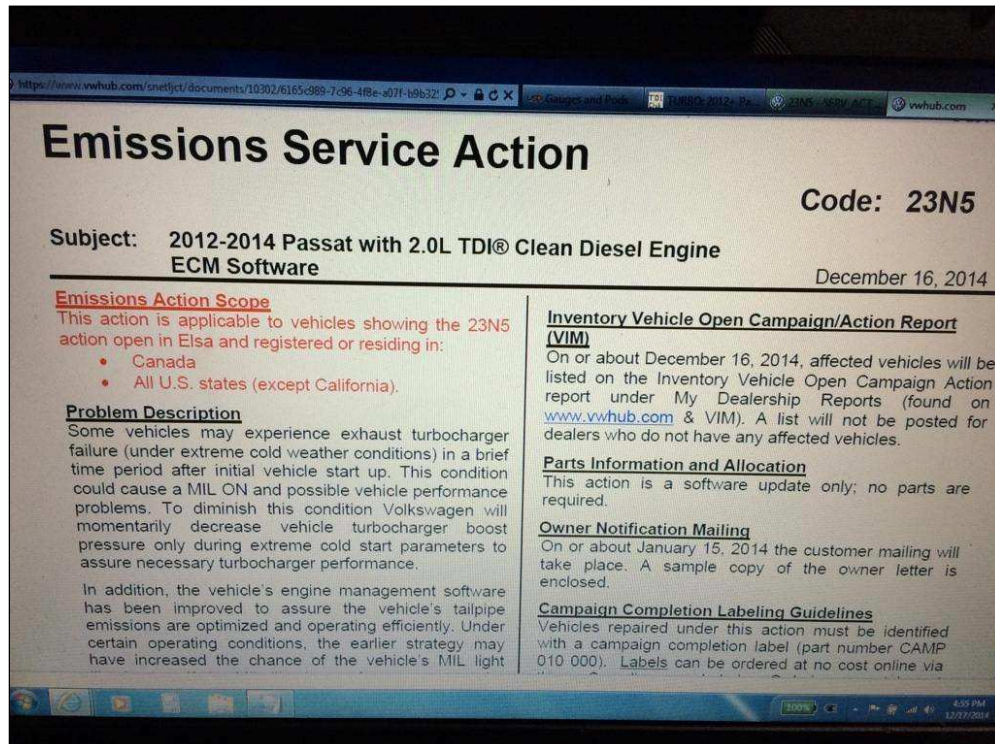 https://www.vwhub.com/snetljct/documents/10302/6165c989-7c96-4f8e-a07f-b9b32
Gauges and Pods
TDI
TURBO: 2012+ Pa...
23N5 - SERV_ACT...
vwhub.com
Emissions Service Action
Code: 23N5
Subject: 2012-2014 Passat with 2.0L TDI® Clean Diesel Engine
ECM Software
December 16, 2014
Emissions Action Scope
This action is applicable to vehicles showing the 23N5
action open in Elsa and registered or residing in:
• Canada
• All U.S. states (except California).
Problem Description
Some vehicles may experience exhaust turbocharger
failure (under extreme cold weather conditions) in a brief
time period after initial vehicle start up. This condition
could cause a MIL ON and possible vehicle performance
problems. To diminish this condition Volkswagen will
momentarily decrease vehicle turbocharger boost
pressure only during extreme cold start parameters to
assure necessary turbocharger performance.
In addition, the vehicle's engine management software
has been improved to assure the vehicle's tailpipe
emissions are optimized and operating efficiently. Under
certain operating conditions, the earlier strategy may
have increased the chance of the vehicle's MIL light
Inventory Vehicle Open Campaign/Action Report
(VIM)
On or about December 16, 2014, affected vehicles will be
listed on the Inventory Vehicle Open Campaign Action
report under My Dealership Reports (found on
www.vwhub.com & VIM). A list will not be posted for
dealers who do not have any affected vehicles.
Parts Information and Allocation
This action is a software update only; no parts are
required.
Owner Notification Mailing
On or about January 15, 2014 the customer mailing will
take place. A sample copy of the owner letter is
enclosed.
Campaign Completion Labeling Guidelines
Vehicles repaired under this action must be identified
with a campaign completion label (part number CAMP
010 000). Labels can be ordered at no cost online via
100%
4:55 PM
12/17/2014